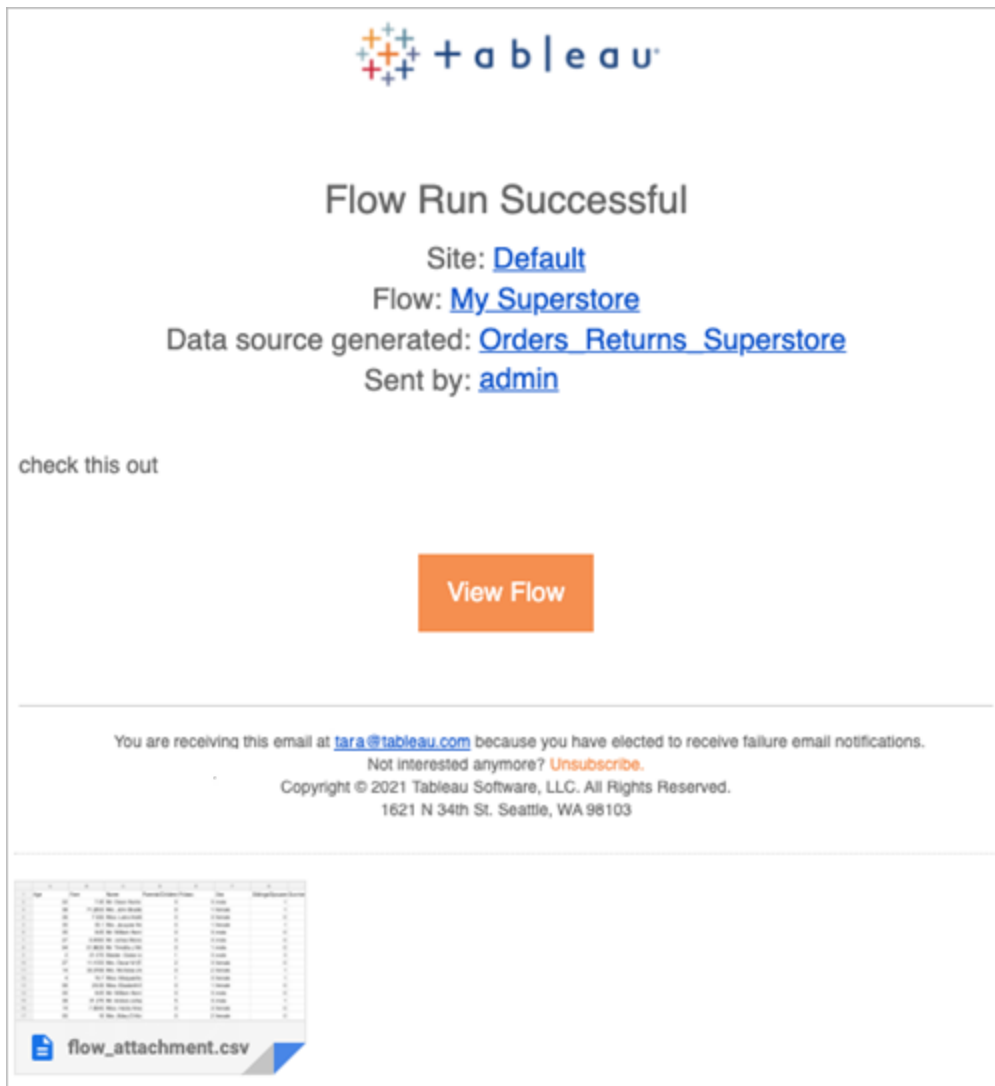 + a b l e a u
Flow Run Successful
Site: Default
Flow: My Superstore
Data source generated: Orders_Returns_Superstore
Sent by: admin
check this out
View Flow
You are receiving this email at tara@tableau.com because you have elected to receive failure email notifications.
Not interested anymore? Unsubscribe.
Copyright © 2021 Tableau Software, LLC. All Rights Reserved.
1621 N 34th St. Seattle, WA 98103
flow_attachment.csv